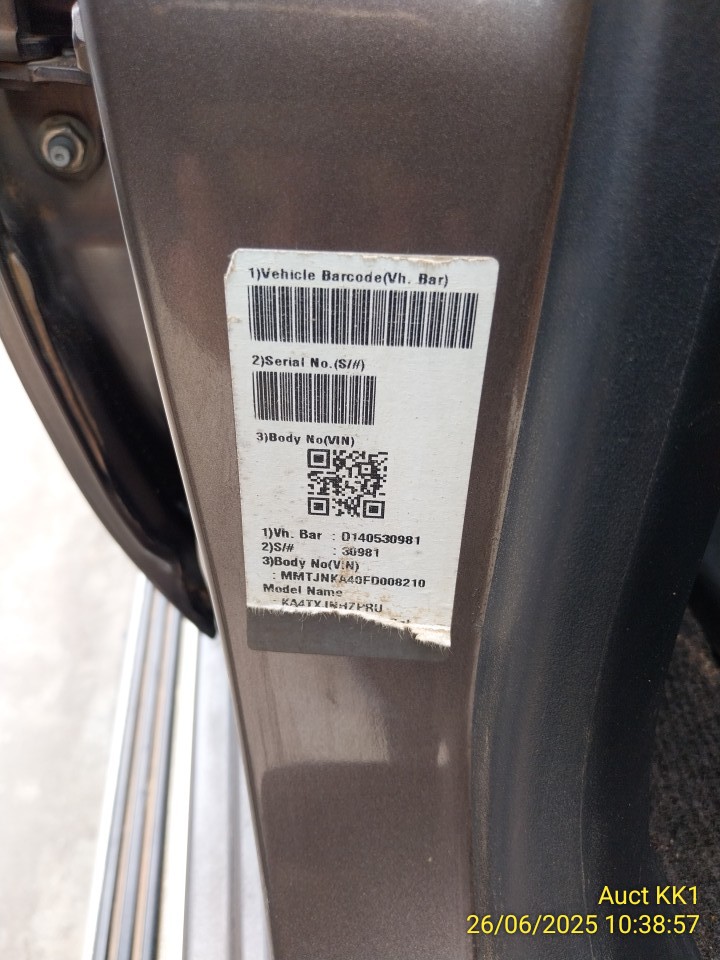 1)Vehicle Barcode(Vh. Bar)
2)Serial No.(S/#)
3)Body No(VIN)
1)Vh. Bar : D140530981
2)S/# : 30981
3)Body No(VIN)
: MMTJNKA40FD008210
Model Name
: KA4TXJNHZPRU
Auct KK1
26/06/2025 10:38:57